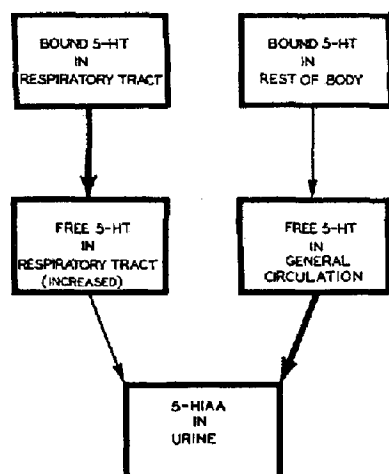 BOUND 5-HT
IN
RESPIRATORY TRACT
BOUND 5-HT
IN
REST OF BODY
FREE 5-HT
IN
RESPIRATORY TRACT
(INCREASED)
FREE 5-HT
IN
GENERAL
CIRCULATION
5-HIAA
IN
URINE